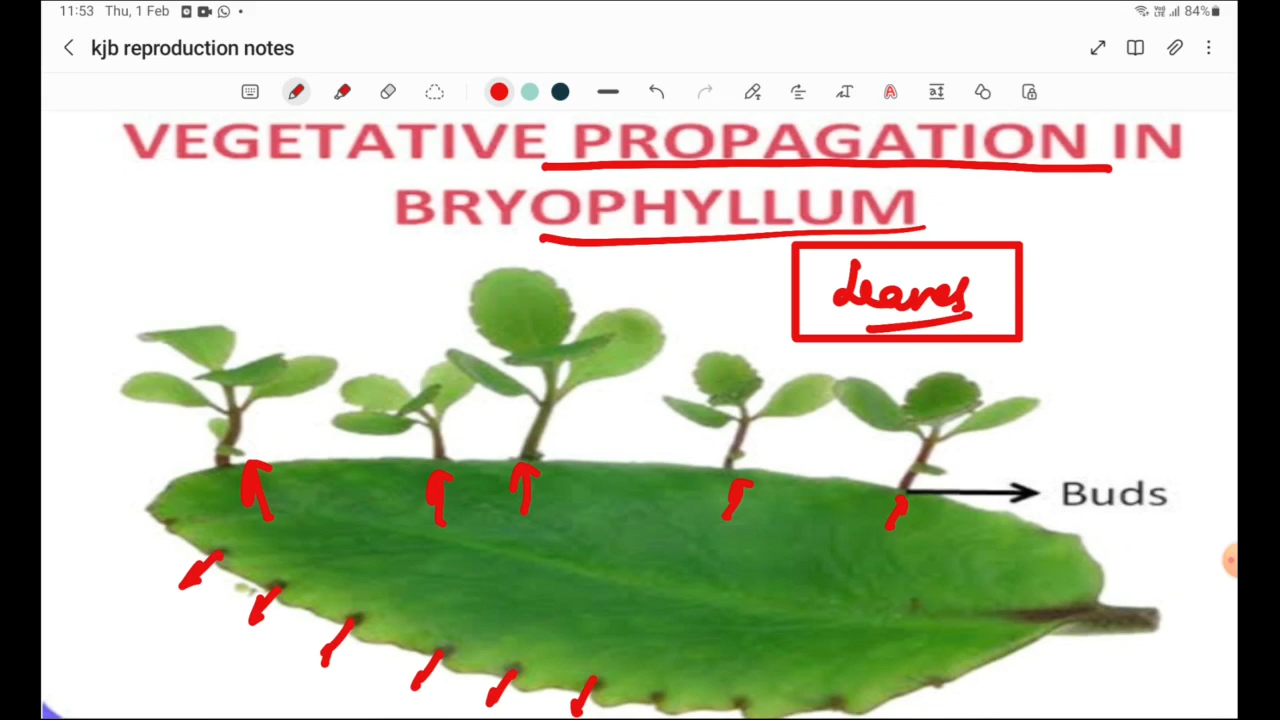 11:53 Thu, 1 Feb
84%
kjb reproduction notes
VEGETATIVE PROPAGATION IN
BRYOPHYLLUM
Leaves
Buds